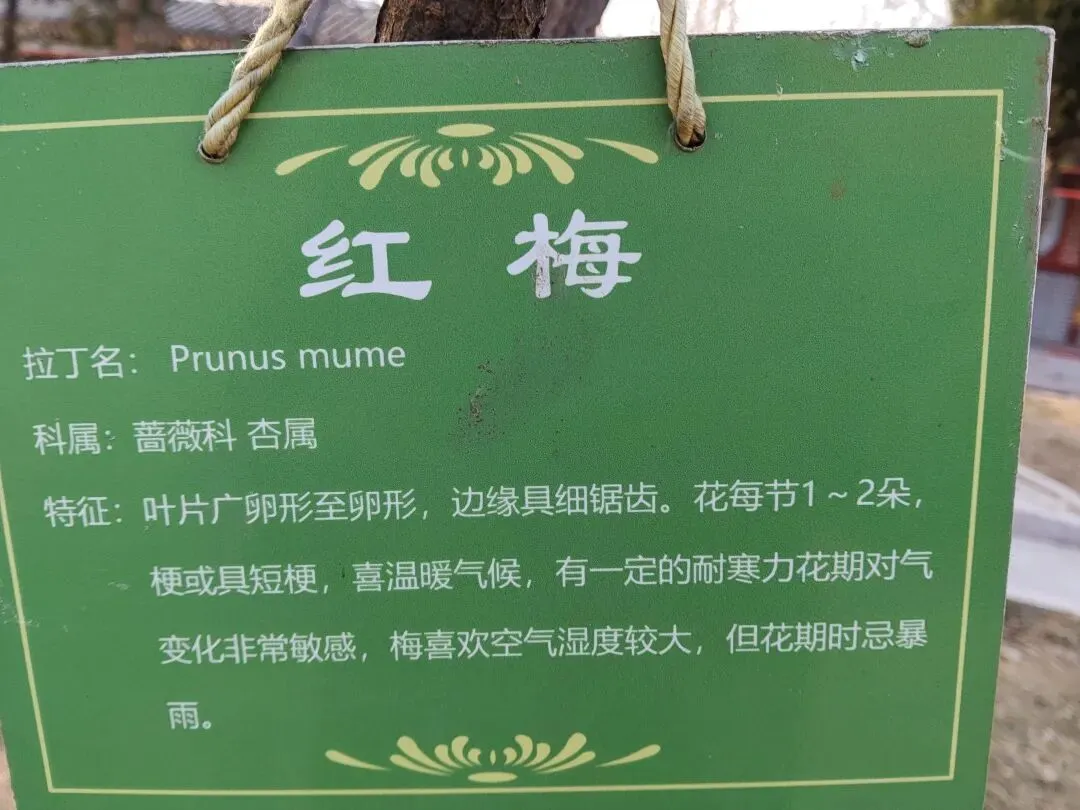 红梅
拉丁名： Prunus mume
科属：蔷薇科 杏属
特征：叶片广卵形至卵形，边缘具细锯齿。花每节1～2朵，
梗或具短梗，喜温暖气候，有一定的耐寒力花期对气
变化非常敏感，梅喜欢空气湿度较大，但花期时忌暴
雨。